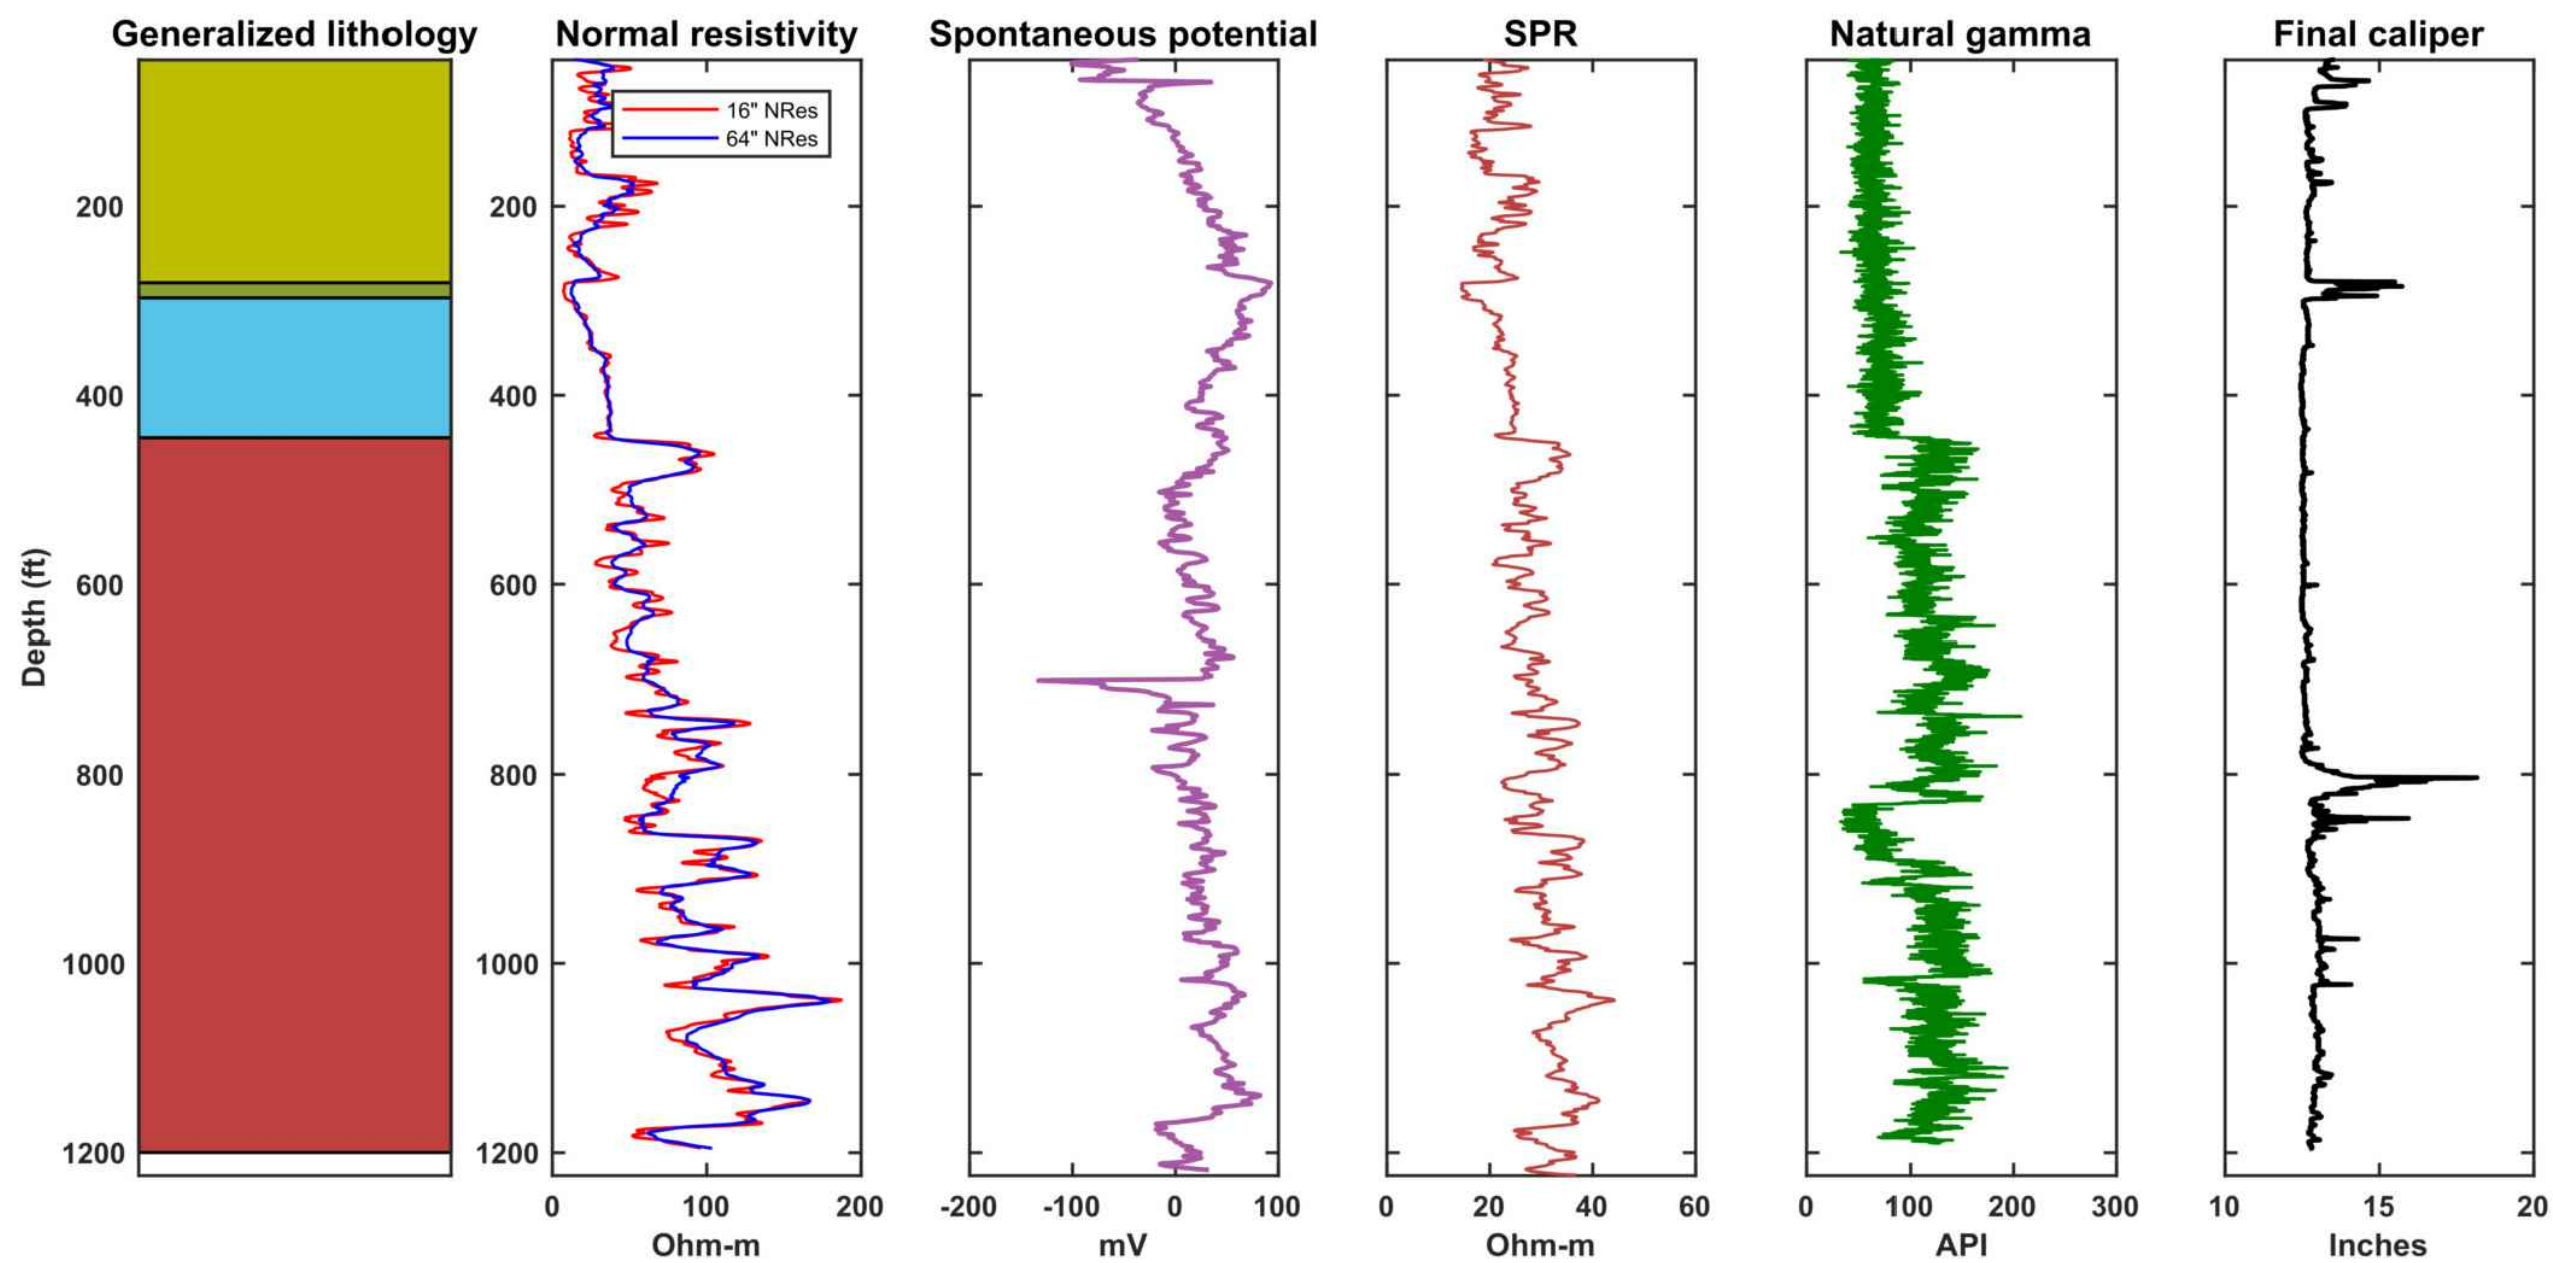 Generalized lithology
Normal resistivity
Spontaneous potential
SPR
Natural gamma
Final caliper
16" NRes
64" NRes
Depth (ft)
200
400
600
800
1000
1200
200
400
600
800
1000
1200
0 100 200
-200 -100 0 100
0 20 40 60
0 100 200 300
10 15 20
Ohm-m
mV
Ohm-m
API
Inches